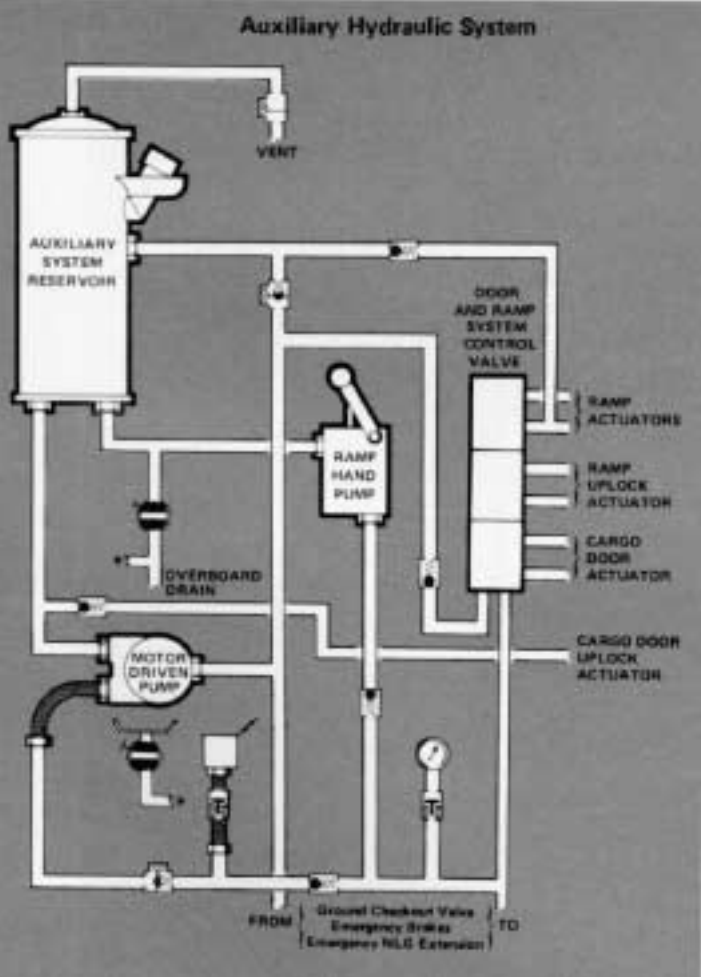 Auxiliary Hydraulic System
VENT
AUXILIARY
SYSTEM
RESERVOIR
DOOR
AND RAMP
SYSTEM
CONTROL
VALVE
RAMP
ACTUATORS
RAMP
HAND
PUMP
RAMP
UPLOCK
ACTUATOR
CARGO
DOOR
ACTUATOR
OVERBOARD
DRAIN
CARGO DOOR
UPLOCK
ACTUATOR
MOTOR
DRIVEN
PUMP
FROM
Ground Checkout Valve
Emergency Brakes
Emergency NLG Extension
TO